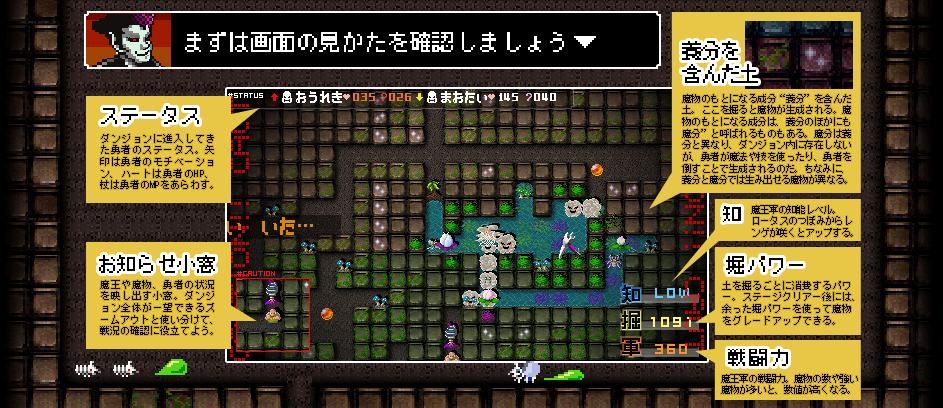 まずは画面の見かたを確認しましょう▼
義分を
含んだ土
魔物のもとになる成分“義分”を含んだ
土。ここを掘ると魔物が生成される。魔
物のもとになる成分は、義分のほかにも
魔分”と呼ばれるものもある。魔分は義
分と異なり、ダンジョン内に存在しない
が、勇者が魔法や技を使ったり、勇者を
倒すことで生成されるのだ。ちなみに
義分と魔分では生み出せる魔物が異なる。
#STATUS
おうれき 035 026 まおたい 145 040
ステータス
ダンジョンに進入してき
た勇者のステータス。矢
印は勇者のモチベーショ
ン、ハートは勇者のHP、
杖は勇者のMPをあらわす。
いた…
知
魔王軍の知能レベル。
ロータスのつぼみからレ
ンゲが咲くとアップする。
お知らせ小窓
魔王や魔物、勇者の状況
を映し出す小窓。ダンジ
ョン全体が一望できるズ
ームアウトと使い分けて、
戦況の確認に役立てよう。
#CAUTION
掘パワー
土を掘ることに消費するパワ
ー。ステージクリアー後には、
余った掘パワーを使って魔物
をグレードアップできる。
知 LOW
掘 1091
軍 360
戦闘力
魔王軍の戦闘力。魔物の数や強い
魔物が多いと、数値が高くなる。